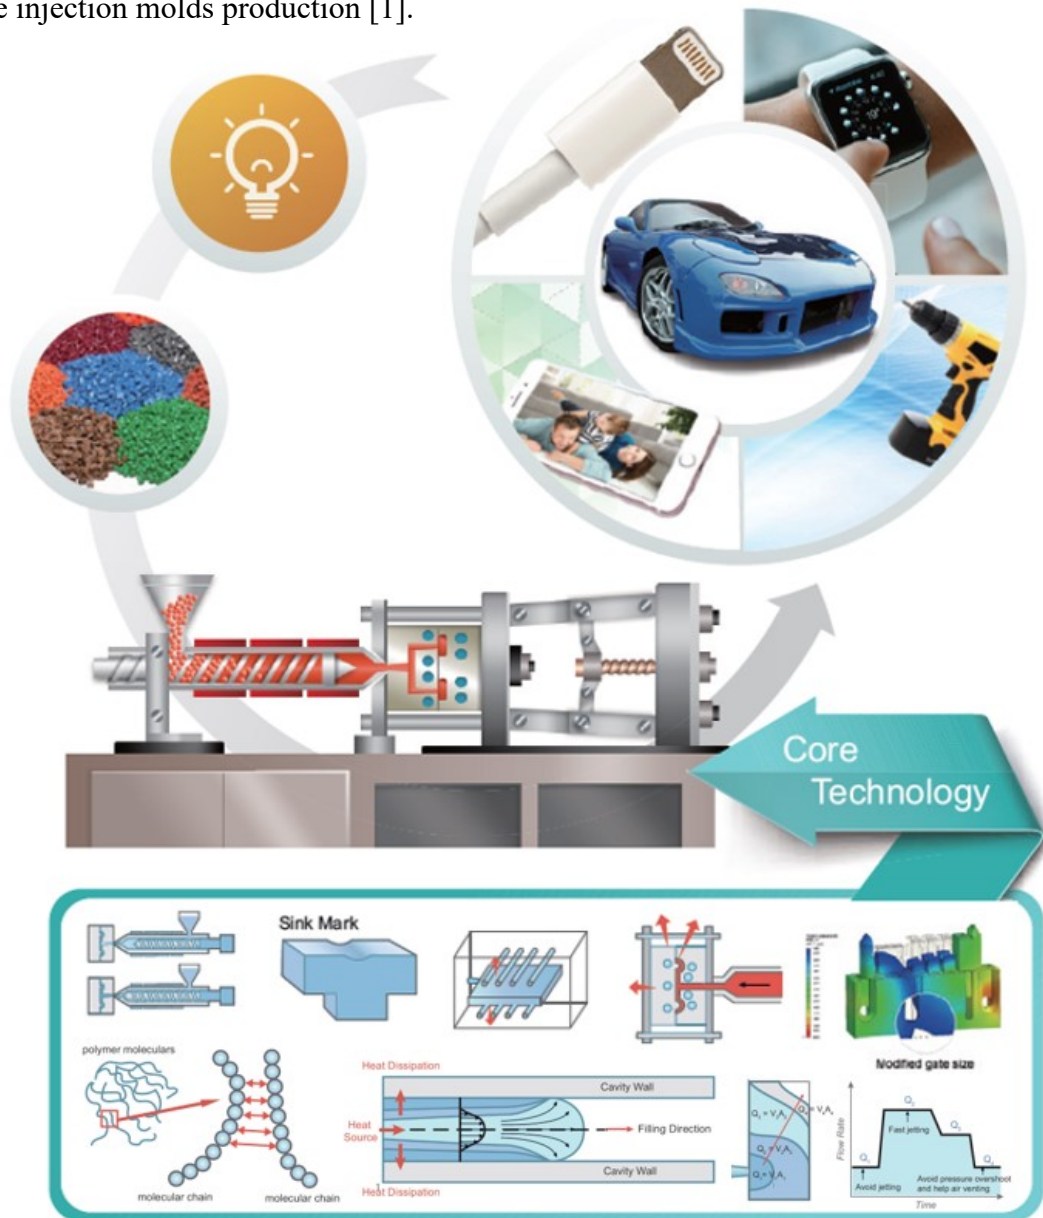 e injection molds production [1].
Core
Technology
Sink Mark
Modified gate size
polymer moleculars
molecular chain
molecular chain
Heat Dissipation
Cavity Wall
Heat
Source
Filling Direction
Cavity Wall
Heat Dissipation
Flow Rate
Fast jetting
Avoid jetting
Avoid pressure overshoot
and help air venting
Time